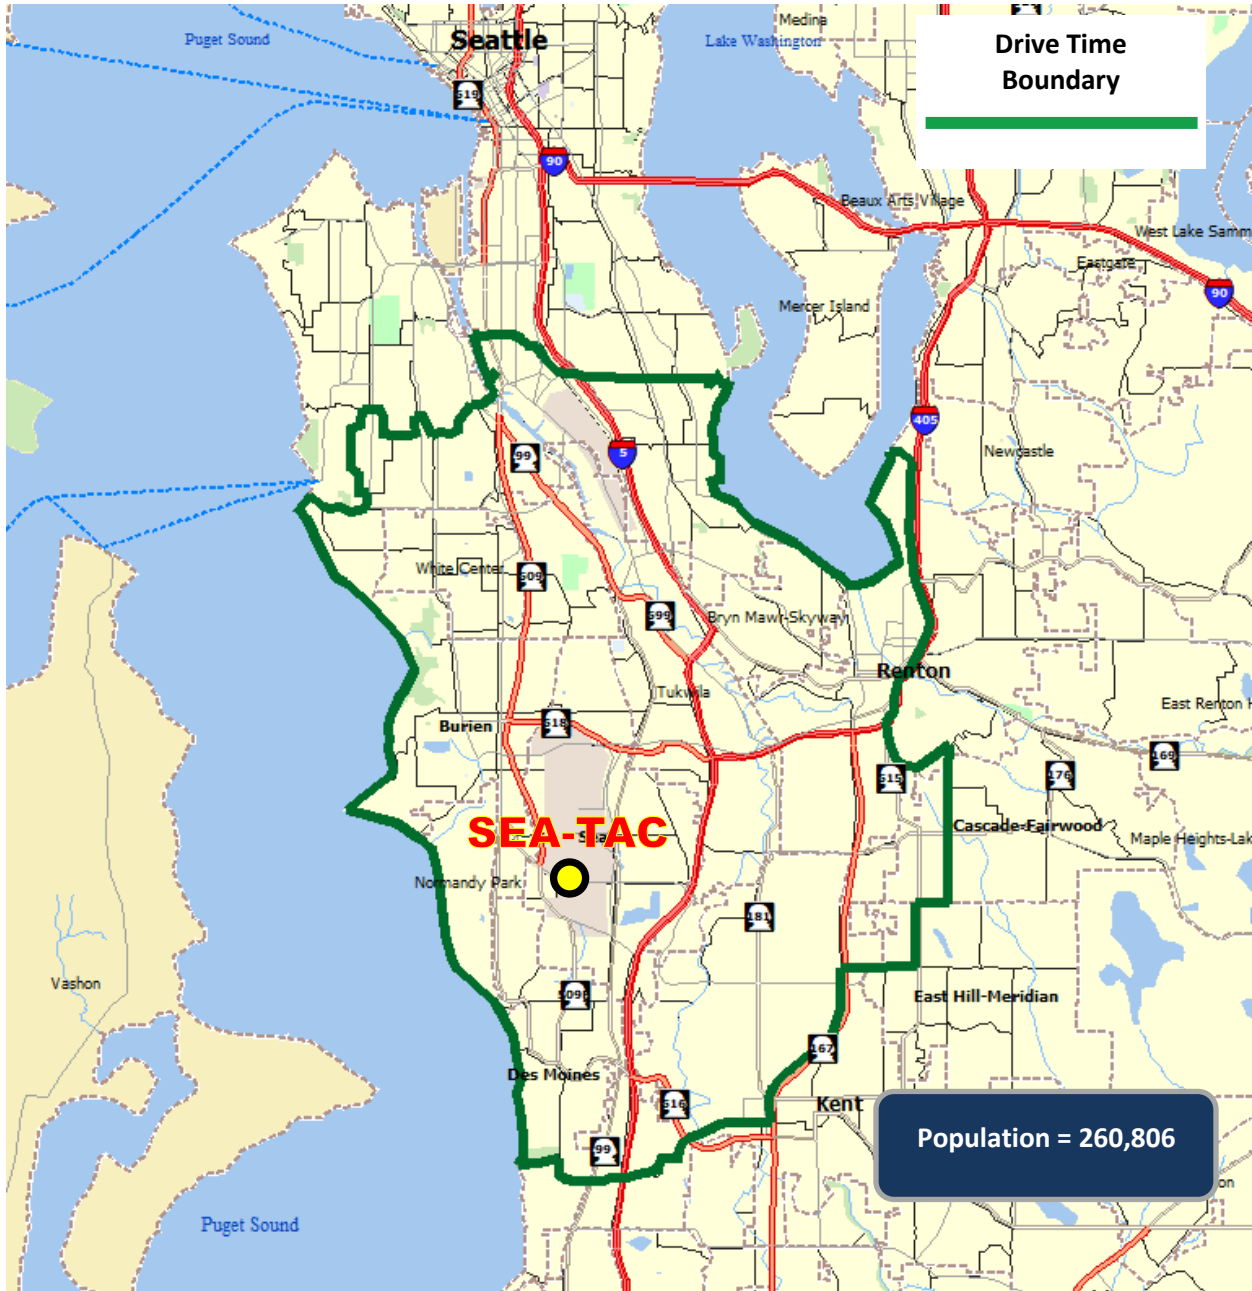 Puget Sound
Seattle
Medina
Lake Washington
Drive Time
Boundary
519
90
Beaux Arts Village
West Lake Samm
Eastgate
90
Mercer Island
405
Newcastle
99
5
White Center
509
599
Bryn Mawr-Skyway
Renton
Tukwila
East Renton H
Burien
518
169
515
176
SEA-TAC
Sea
Cascade-Fairwood
Maple Heights-Lak
Normandy Park
181
Vashon
509
East Hill-Meridian
167
Des Moines
516
Kent
Population = 260,806
99
on
Puget Sound